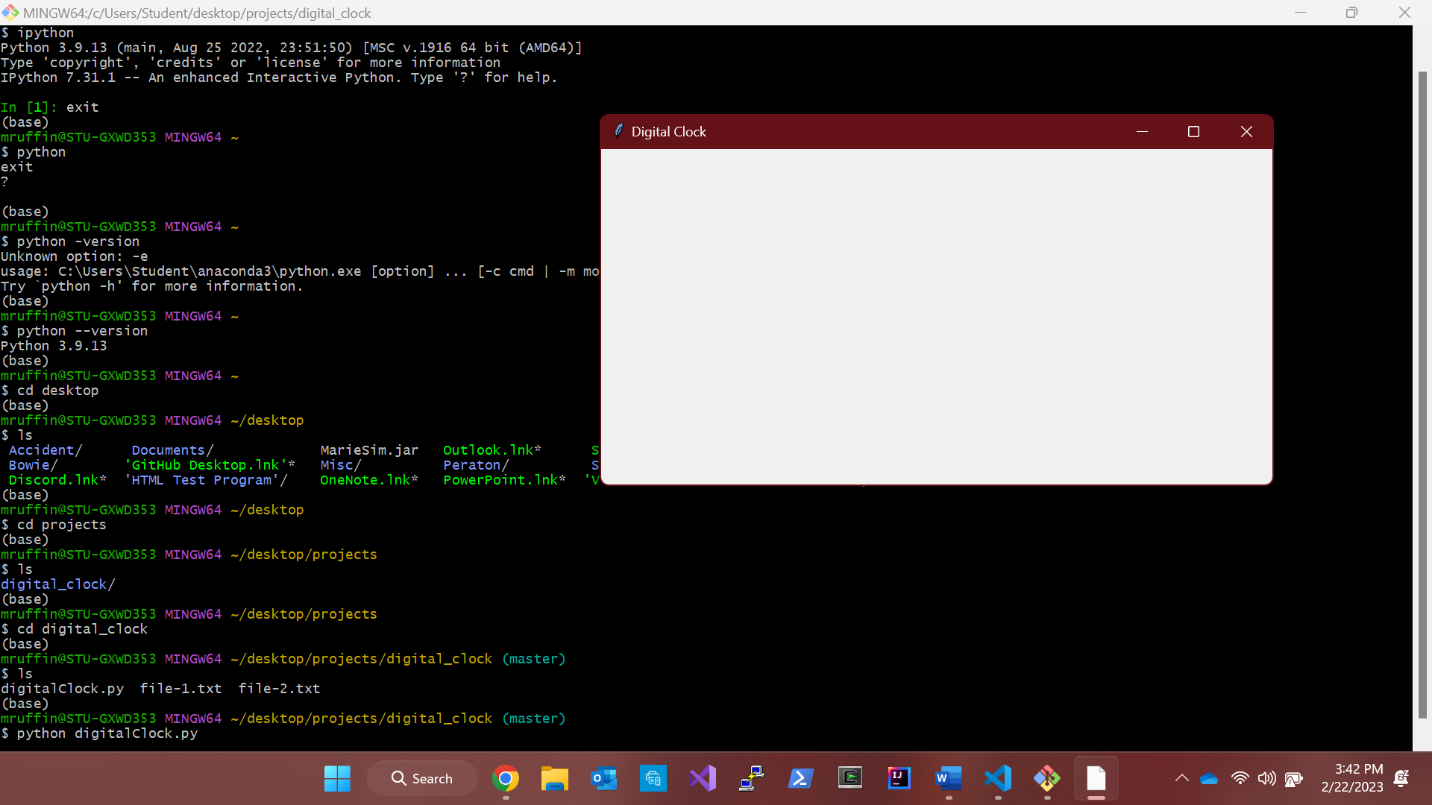 MINGW64:/c/Users/Student/desktop/projects/digital_clock
$ ipython
Python 3.9.13 (main, Aug 25 2022, 23:51:50) [MSC v.1916 64 bit (AMD64)]
Type 'copyright', 'credits' or 'license' for more information
IPython 7.31.1 -- An enhanced Interactive Python. Type '?' for help.
In [1]: exit
(base)
mruffin@STU-GXWD353 MINGW64 ~
$ python
exit
?
(base)
mruffin@STU-GXWD353 MINGW64 ~
$ python -version
Unknown option: -e
usage: C:\Users\Student\anaconda3\python.exe [option] ... [-c cmd | -m mo
Try `python -h' for more information.
(base)
mruffin@STU-GXWD353 MINGW64 ~
$ python --version
Python 3.9.13
(base)
mruffin@STU-GXWD353 MINGW64 ~
$ cd desktop
(base)
mruffin@STU-GXWD353 MINGW64 ~/desktop
$ ls
Accident/ Documents/ MarieSim.jar Outlook.lnk* S
Bowie/ 'GitHub Desktop.lnk'* Misc/ Peraton/ S
Discord.lnk* 'HTML Test Program'/ OneNote.lnk* PowerPoint.lnk* 'V
(base)
mruffin@STU-GXWD353 MINGW64 ~/desktop
$ cd projects
(base)
mruffin@STU-GXWD353 MINGW64 ~/desktop/projects
$ ls
digital_clock/
(base)
mruffin@STU-GXWD353 MINGW64 ~/desktop/projects
$ cd digital_clock
(base)
mruffin@STU-GXWD353 MINGW64 ~/desktop/projects/digital_clock (master)
$ ls
digitalClock.py file-1.txt file-2.txt
(base)
mruffin@STU-GXWD353 MINGW64 ~/desktop/projects/digital_clock (master)
$ python digitalClock.py
Digital Clock
Search
3:42 PM
2/22/2023